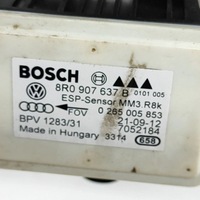 BOSCH
8R0 907 637 B 0101 005
ESP-Sensor MM3.R8k
FOV 0 265 005 853
BPV 1283/31 21-09-12
7052184
Made in Hungary 3314 658